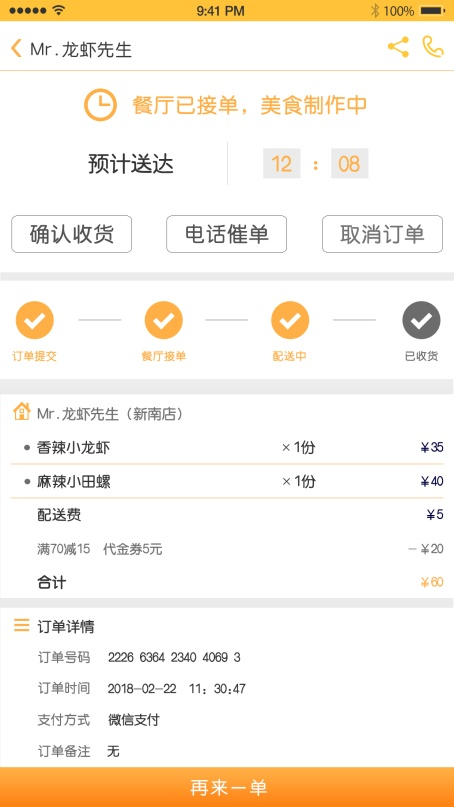 9:41 PM 100%
Mr.龙虾先生
餐厅已接单，美食制作中
预计送达 12 : 08
确认收货 电话催单 取消订单
订单提交 餐厅接单 配送中 已收货
Mr.龙虾先生（新南店）
香辣小龙虾 ×1份 ¥35
麻辣小田螺 ×1份 ¥40
配送费 ¥5
满70减15 代金券5元 －¥20
合计 ¥60
订单详情
订单号码 2226 6364 2340 4069 3
订单时间 2018-02-22 11：30:47
支付方式 微信支付
订单备注 无
再来一单